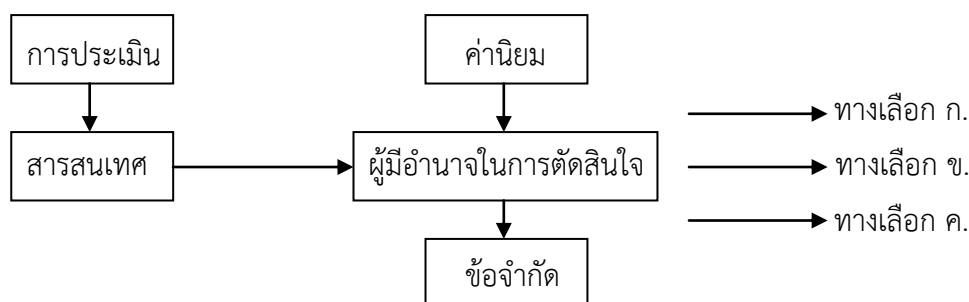 การประเมิน
ค่านิยม
ทางเลือก ก.
สารสนเทศ
ผู้มีอำนาจในการตัดสินใจ
ทางเลือก ข.
ทางเลือก ค.
ข้อจำกัด